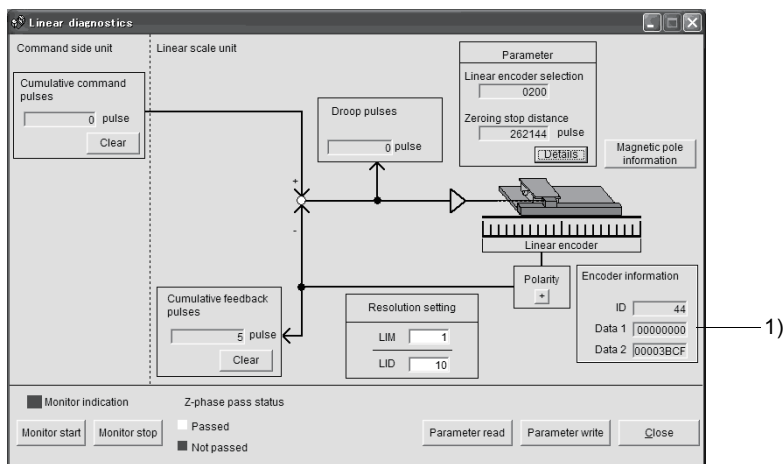 Linear diagnostics
Command side unit
Linear scale unit
Cumulative command
pulses
0 pulse
Clear
Droop pulses
0 pulse
Parameter
Linear encoder selection
0200
Zeroing stop distance
262144 pulse
Details
Magnetic pole
information
+
-
Linear encoder
Polarity
+
Encoder information
ID 44
Data 1 00000000
Data 2 00003BCF
1)
Cumulative feedback
pulses
5 pulse
Clear
Resolution setting
LIM 1
LID 10
Monitor indication
Z-phase pass status
Passed
Not passed
Monitor start
Monitor stop
Parameter read
Parameter write
Close